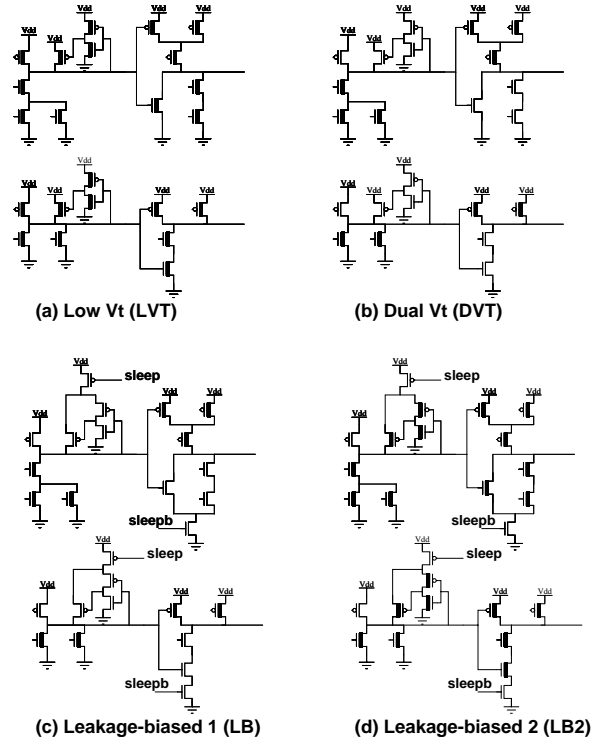 Vdd
Vdd Vdd
Vdd Vdd
Vdd
Vdd Vdd
Vdd Vdd
Vdd
Vdd Vdd Vdd Vdd
Vdd
Vdd Vdd Vdd Vdd
(a) Low Vt (LVT)
(b) Dual Vt (DVT)
Vdd
sleep
Vdd Vdd Vdd
sleepb
Vdd
sleep
Vdd Vdd Vdd
sleepb
Vdd
sleep
Vdd Vdd Vdd
sleepb
Vdd
sleep
Vdd Vdd Vdd
sleepb
(c) Leakage-biased 1 (LB)
(d) Leakage-biased 2 (LB2)